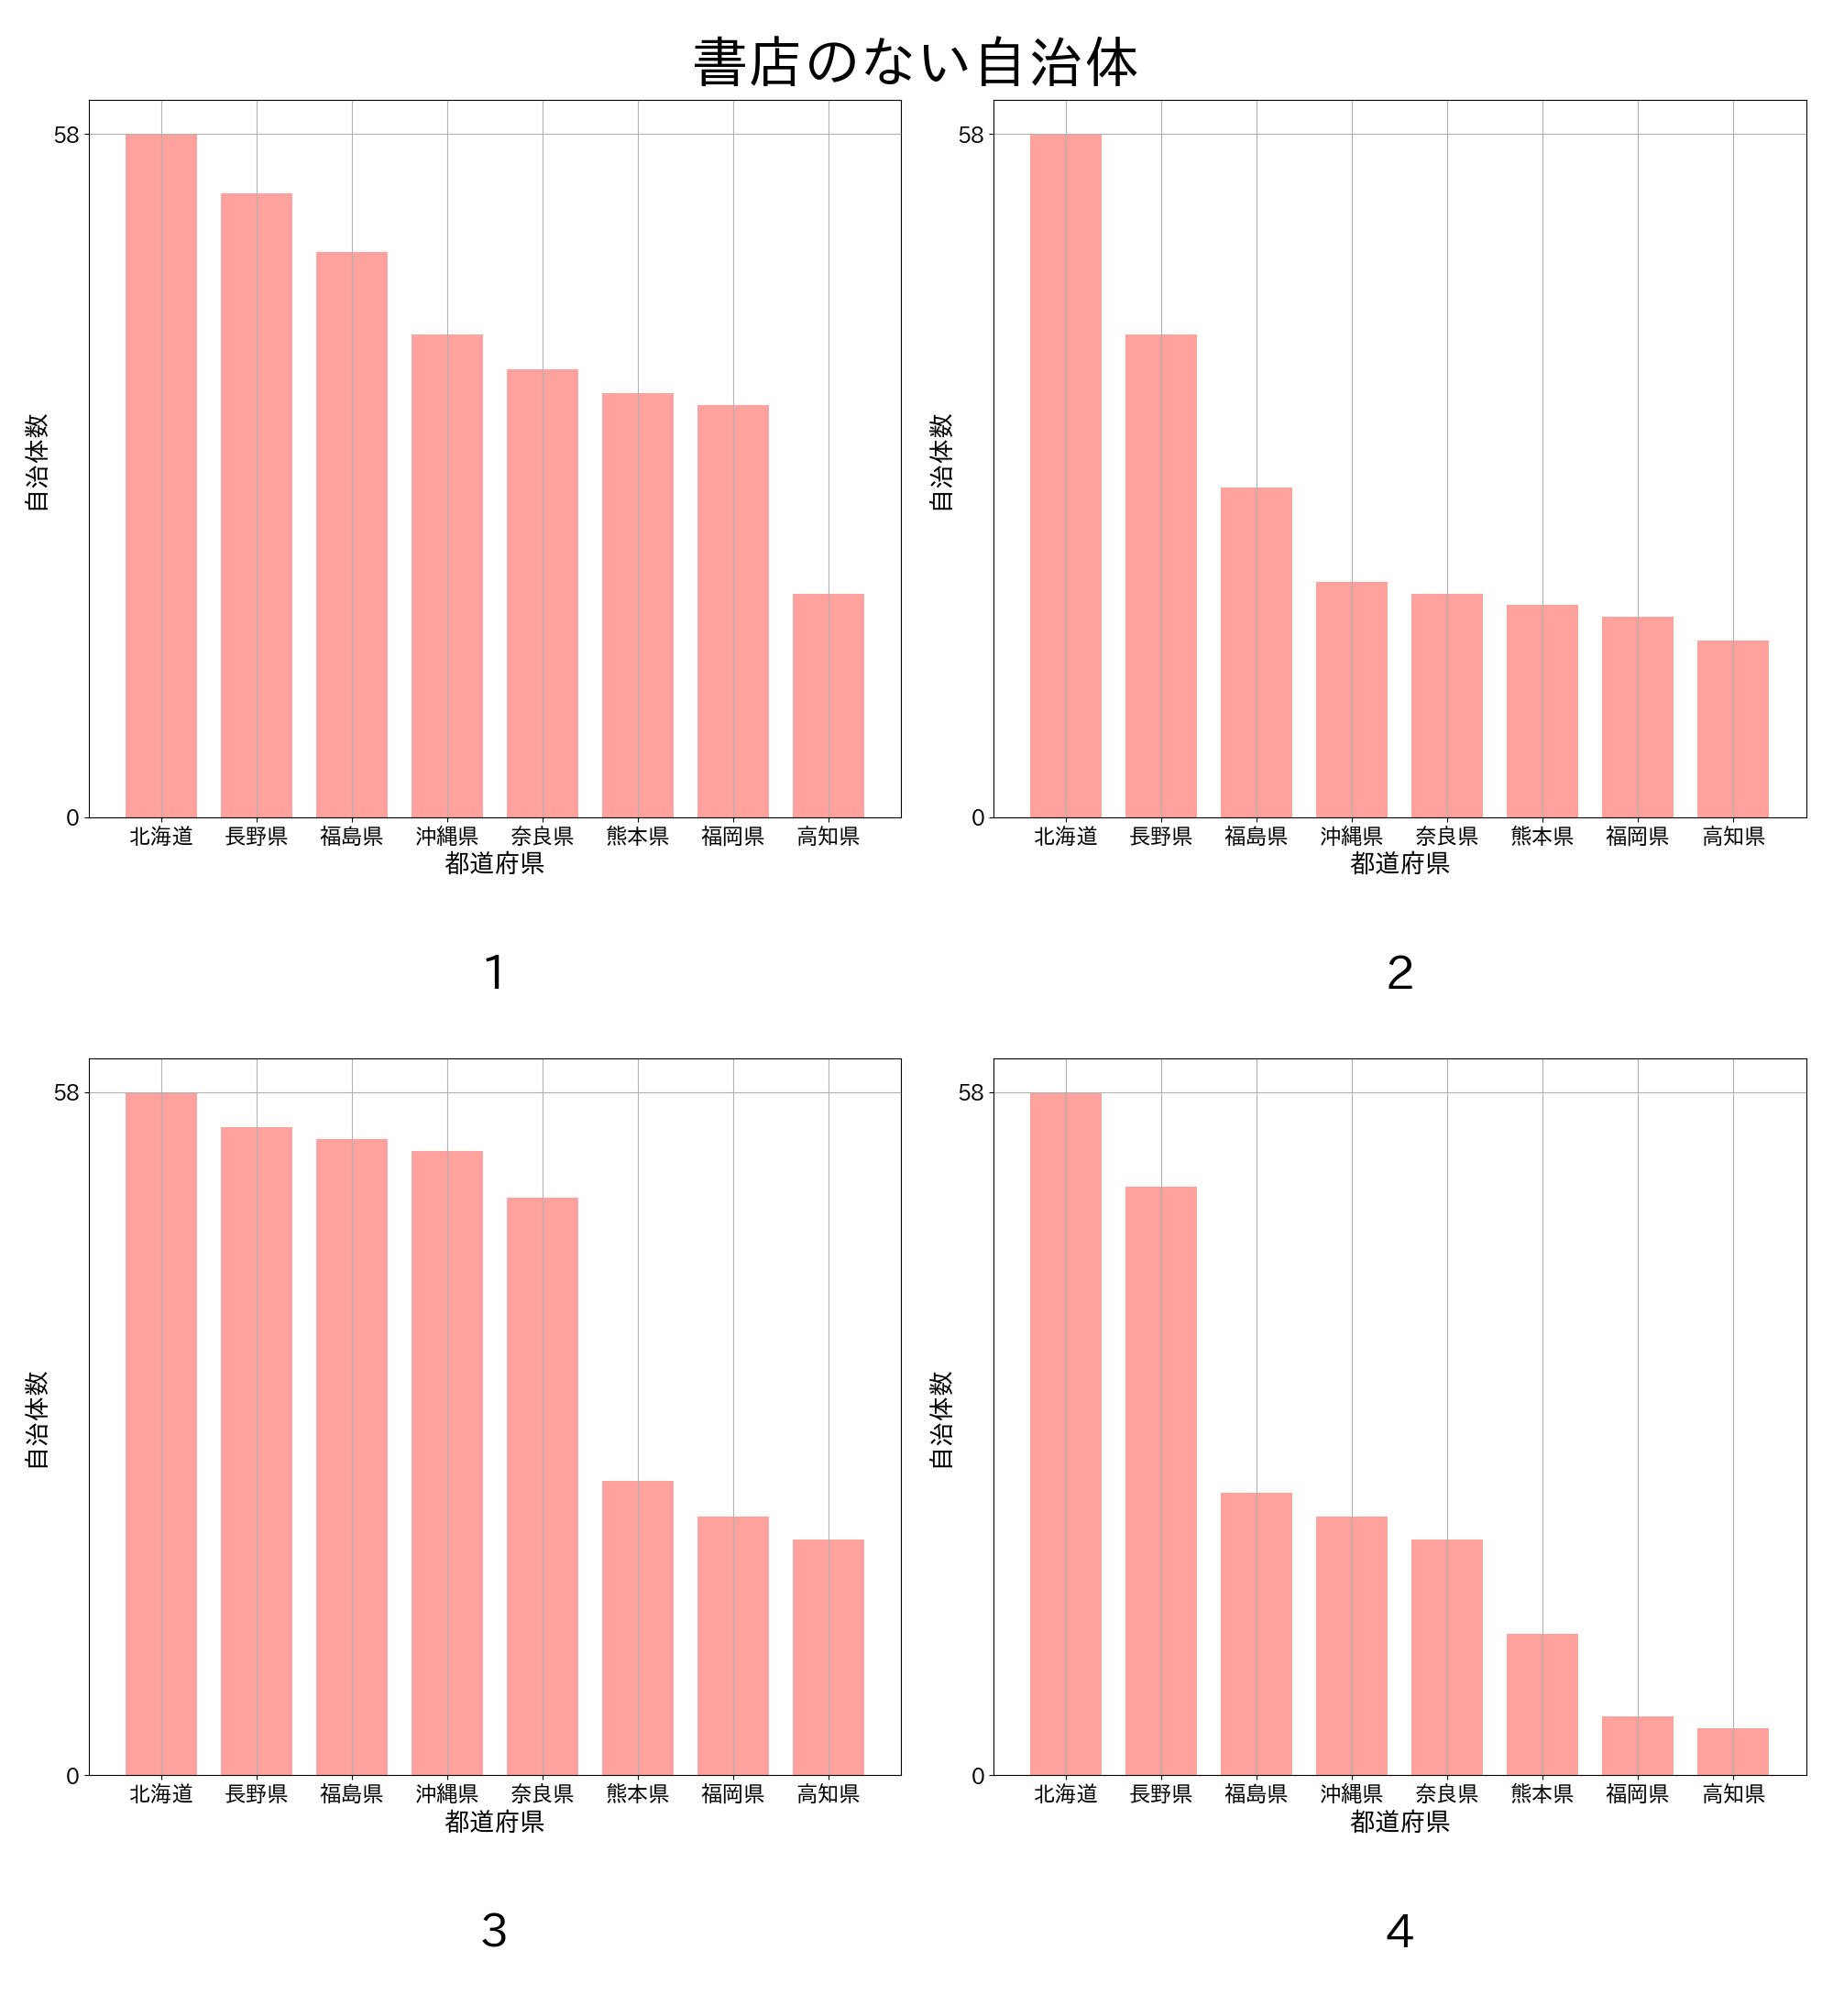 書店のない自治体
58
0
自治体数
北海道 長野県 福島県 沖縄県 奈良県 熊本県 福岡県 高知県
都道府県
1
58
0
自治体数
北海道 長野県 福島県 沖縄県 奈良県 熊本県 福岡県 高知県
都道府県
2
58
0
自治体数
北海道 長野県 福島県 沖縄県 奈良県 熊本県 福岡県 高知県
都道府県
3
58
0
自治体数
北海道 長野県 福島県 沖縄県 奈良県 熊本県 福岡県 高知県
都道府県
4